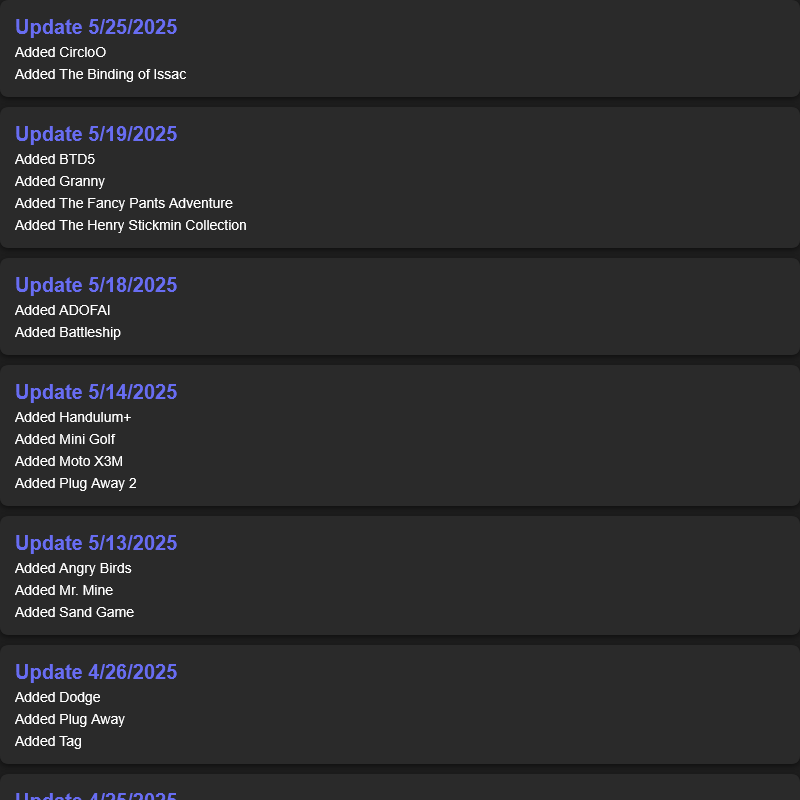 Update 5/25/2025
Added CircloO
Added The Binding of Issac
Update 5/19/2025
Added BTD5
Added Granny
Added The Fancy Pants Adventure
Added The Henry Stickmin Collection
Update 5/18/2025
Added ADOFAI
Added Battleship
Update 5/14/2025
Added Handulum+
Added Mini Golf
Added Moto X3M
Added Plug Away 2
Update 5/13/2025
Added Angry Birds
Added Mr. Mine
Added Sand Game
Update 4/26/2025
Added Dodge
Added Plug Away
Added Tag
Update 4/25/2025